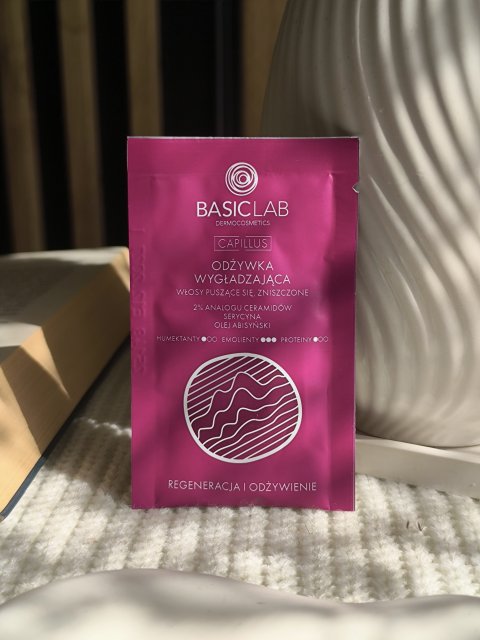 BASICLAB
DERMOCOSMETICS
CAPILLUS
ODŻYWKA
WYGŁADZAJĄCA
WŁOSY PUSZĄCE SIĘ, ZNISZCZONE
2% ANALOGU CERAMIDÓW
SERYCYNA
OLEJ ABISYŃSKI
HUMEKTANTY ●○○ EMOLIENTY ●●● PROTEINY ●○○
REGENERACJA I ODŻYWIENIE